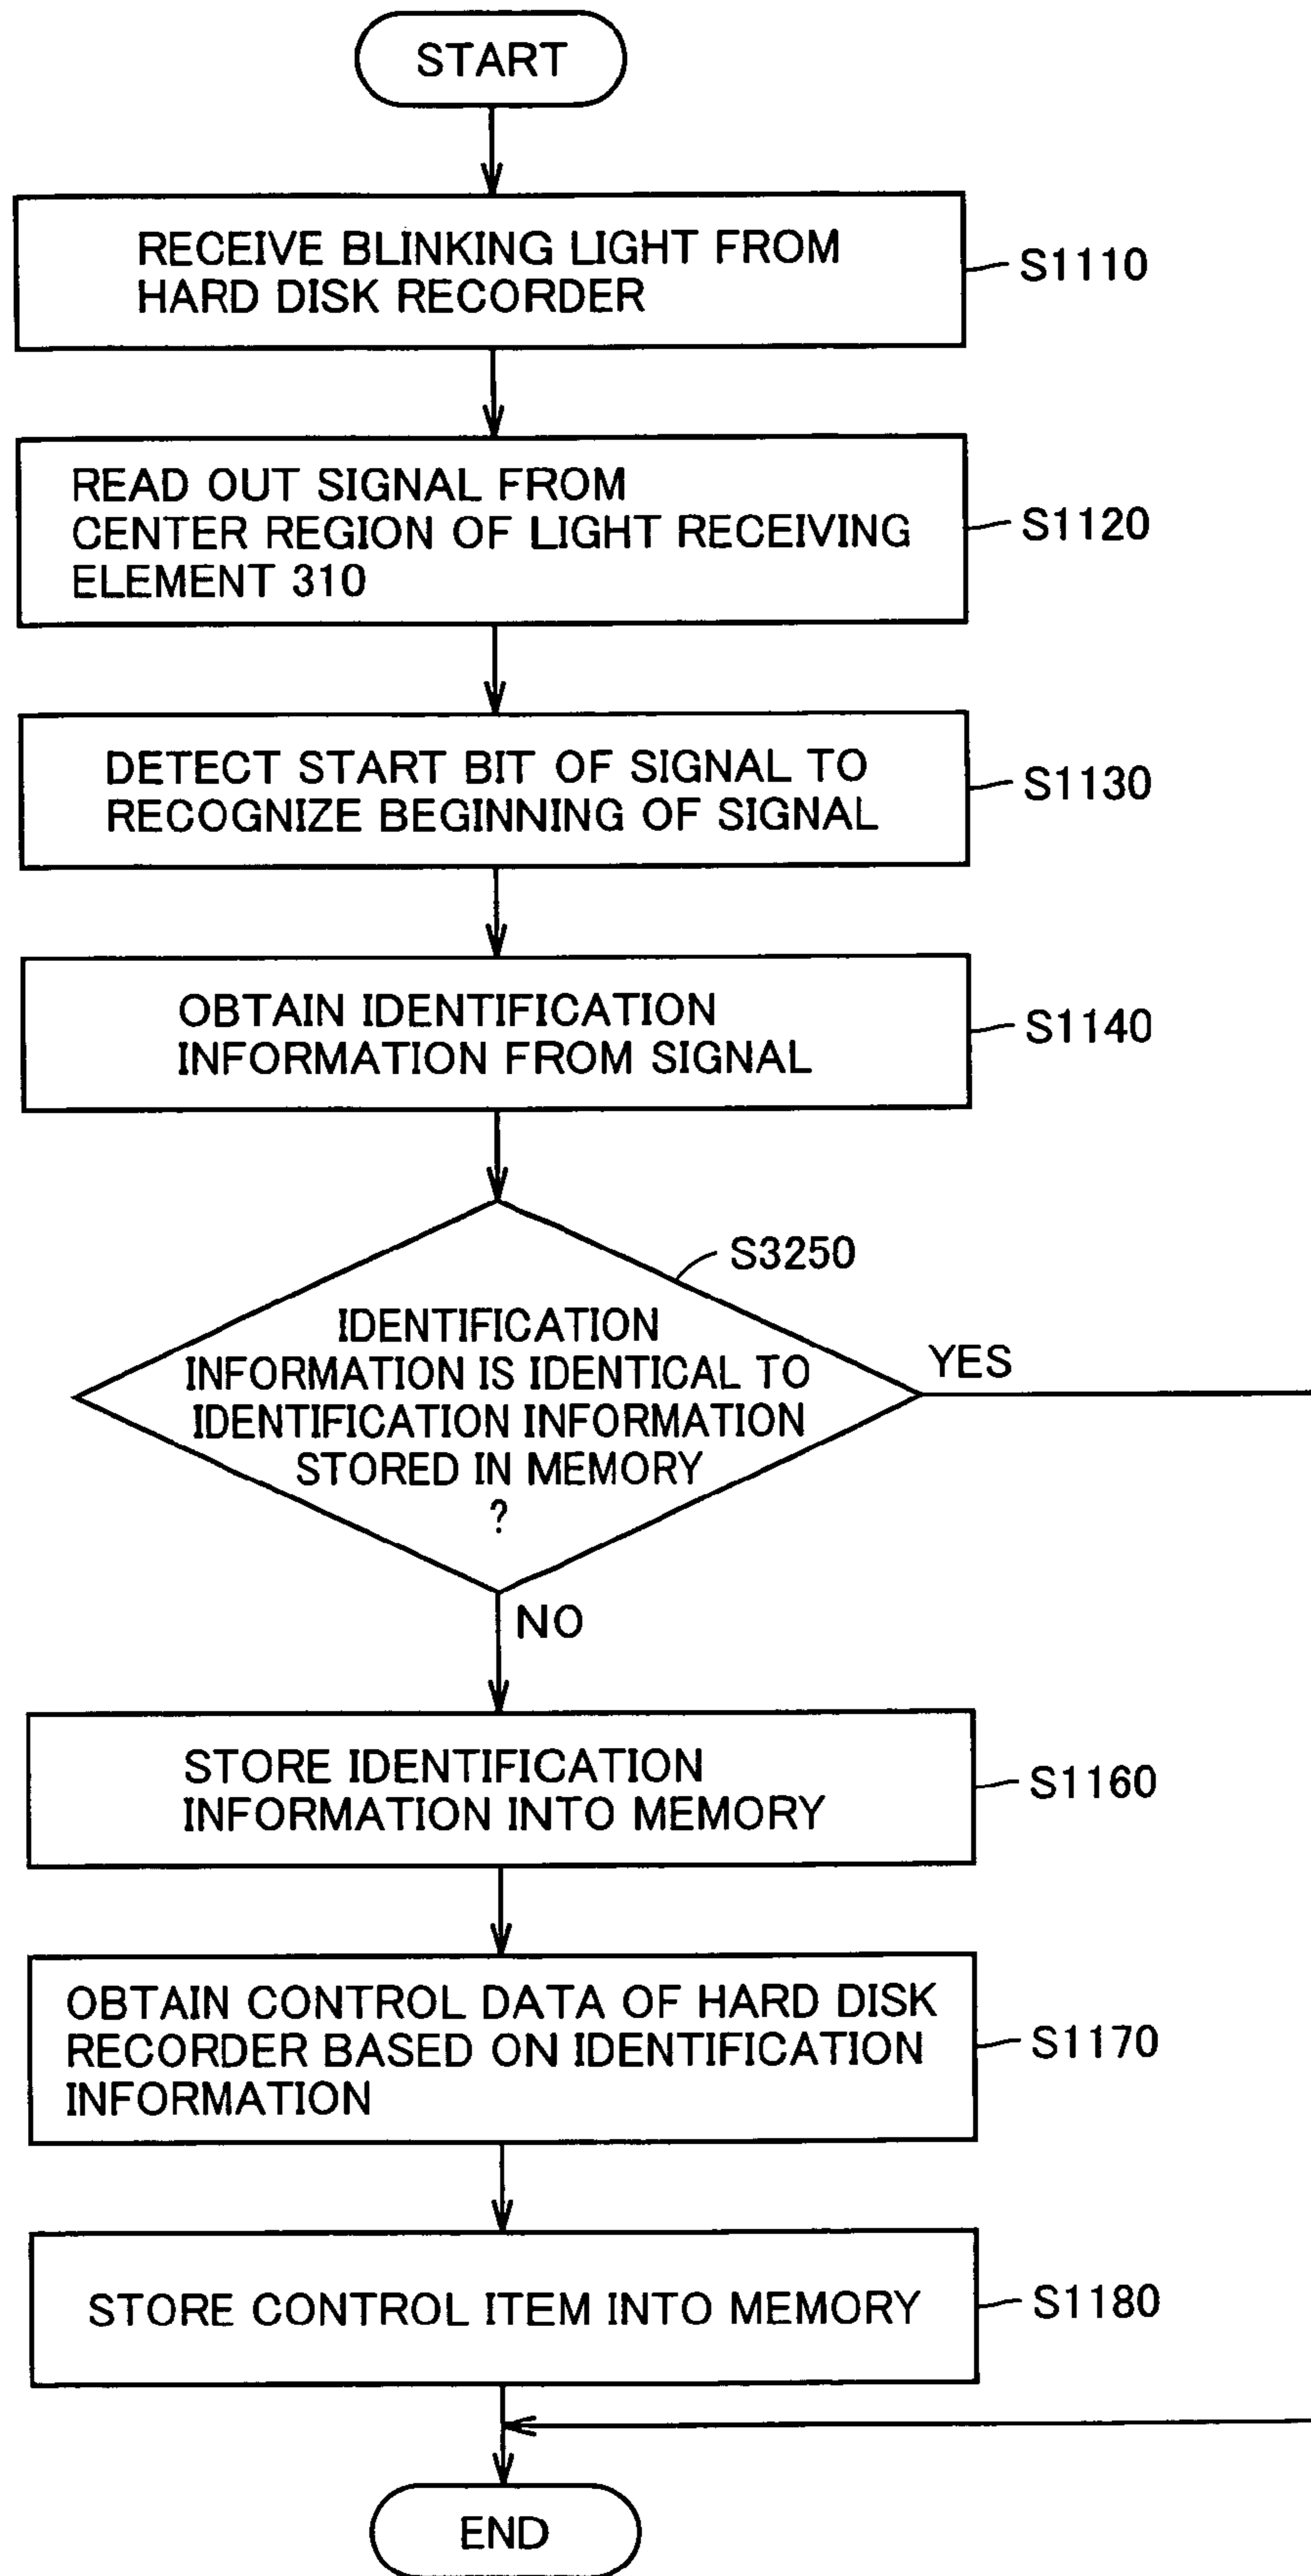 START
RECEIVE BLINKING LIGHT FROM
HARD DISK RECORDER
S1110
READ OUT SIGNAL FROM
CENTER REGION OF LIGHT RECEIVING
ELEMENT 310
S1120
DETECT START BIT OF SIGNAL TO
RECOGNIZE BEGINNING OF SIGNAL
S1130
OBTAIN IDENTIFICATION
INFORMATION FROM SIGNAL
S1140
S3250
IDENTIFICATION
INFORMATION IS IDENTICAL TO
IDENTIFICATION INFORMATION
STORED IN MEMORY
?
YES
NO
STORE IDENTIFICATION
INFORMATION INTO MEMORY
S1160
OBTAIN CONTROL DATA OF HARD DISK
RECORDER BASED ON IDENTIFICATION
INFORMATION
S1170
STORE CONTROL ITEM INTO MEMORY
S1180
END